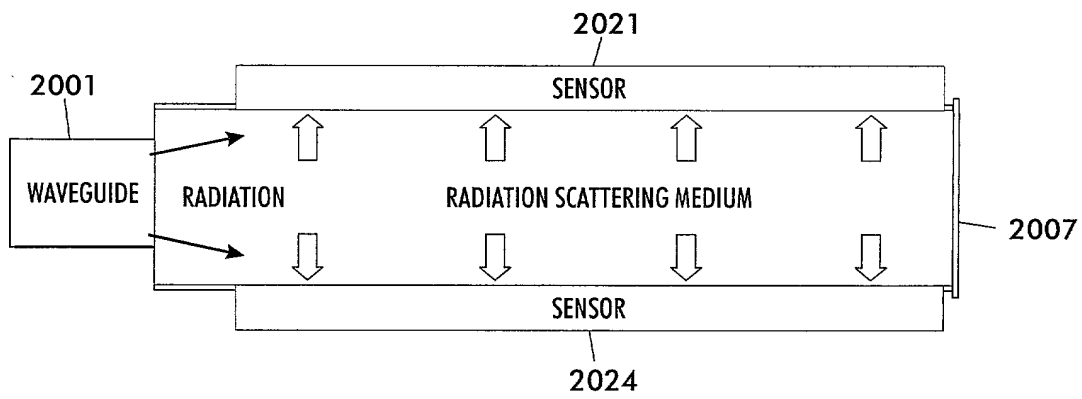 2021
SENSOR
2001
WAVEGUIDE
RADIATION
RADIATION SCATTERING MEDIUM
2007
SENSOR
2024